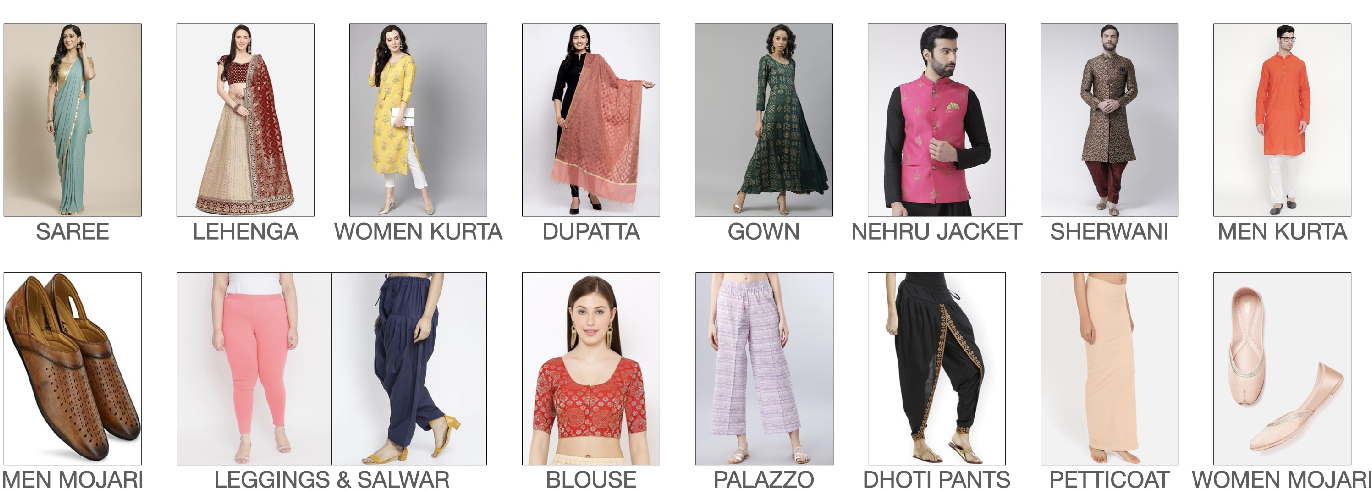 SAREE
LEHENGA
WOMEN KURTA
DUPATTA
GOWN
NEHRU JACKET
SHERWANI
MEN KURTA
MEN MOJARI
LEGGINGS & SALWAR
BLOUSE
PALAZZO
DHOTI PANTS
PETTICOAT
WOMEN MOJARI